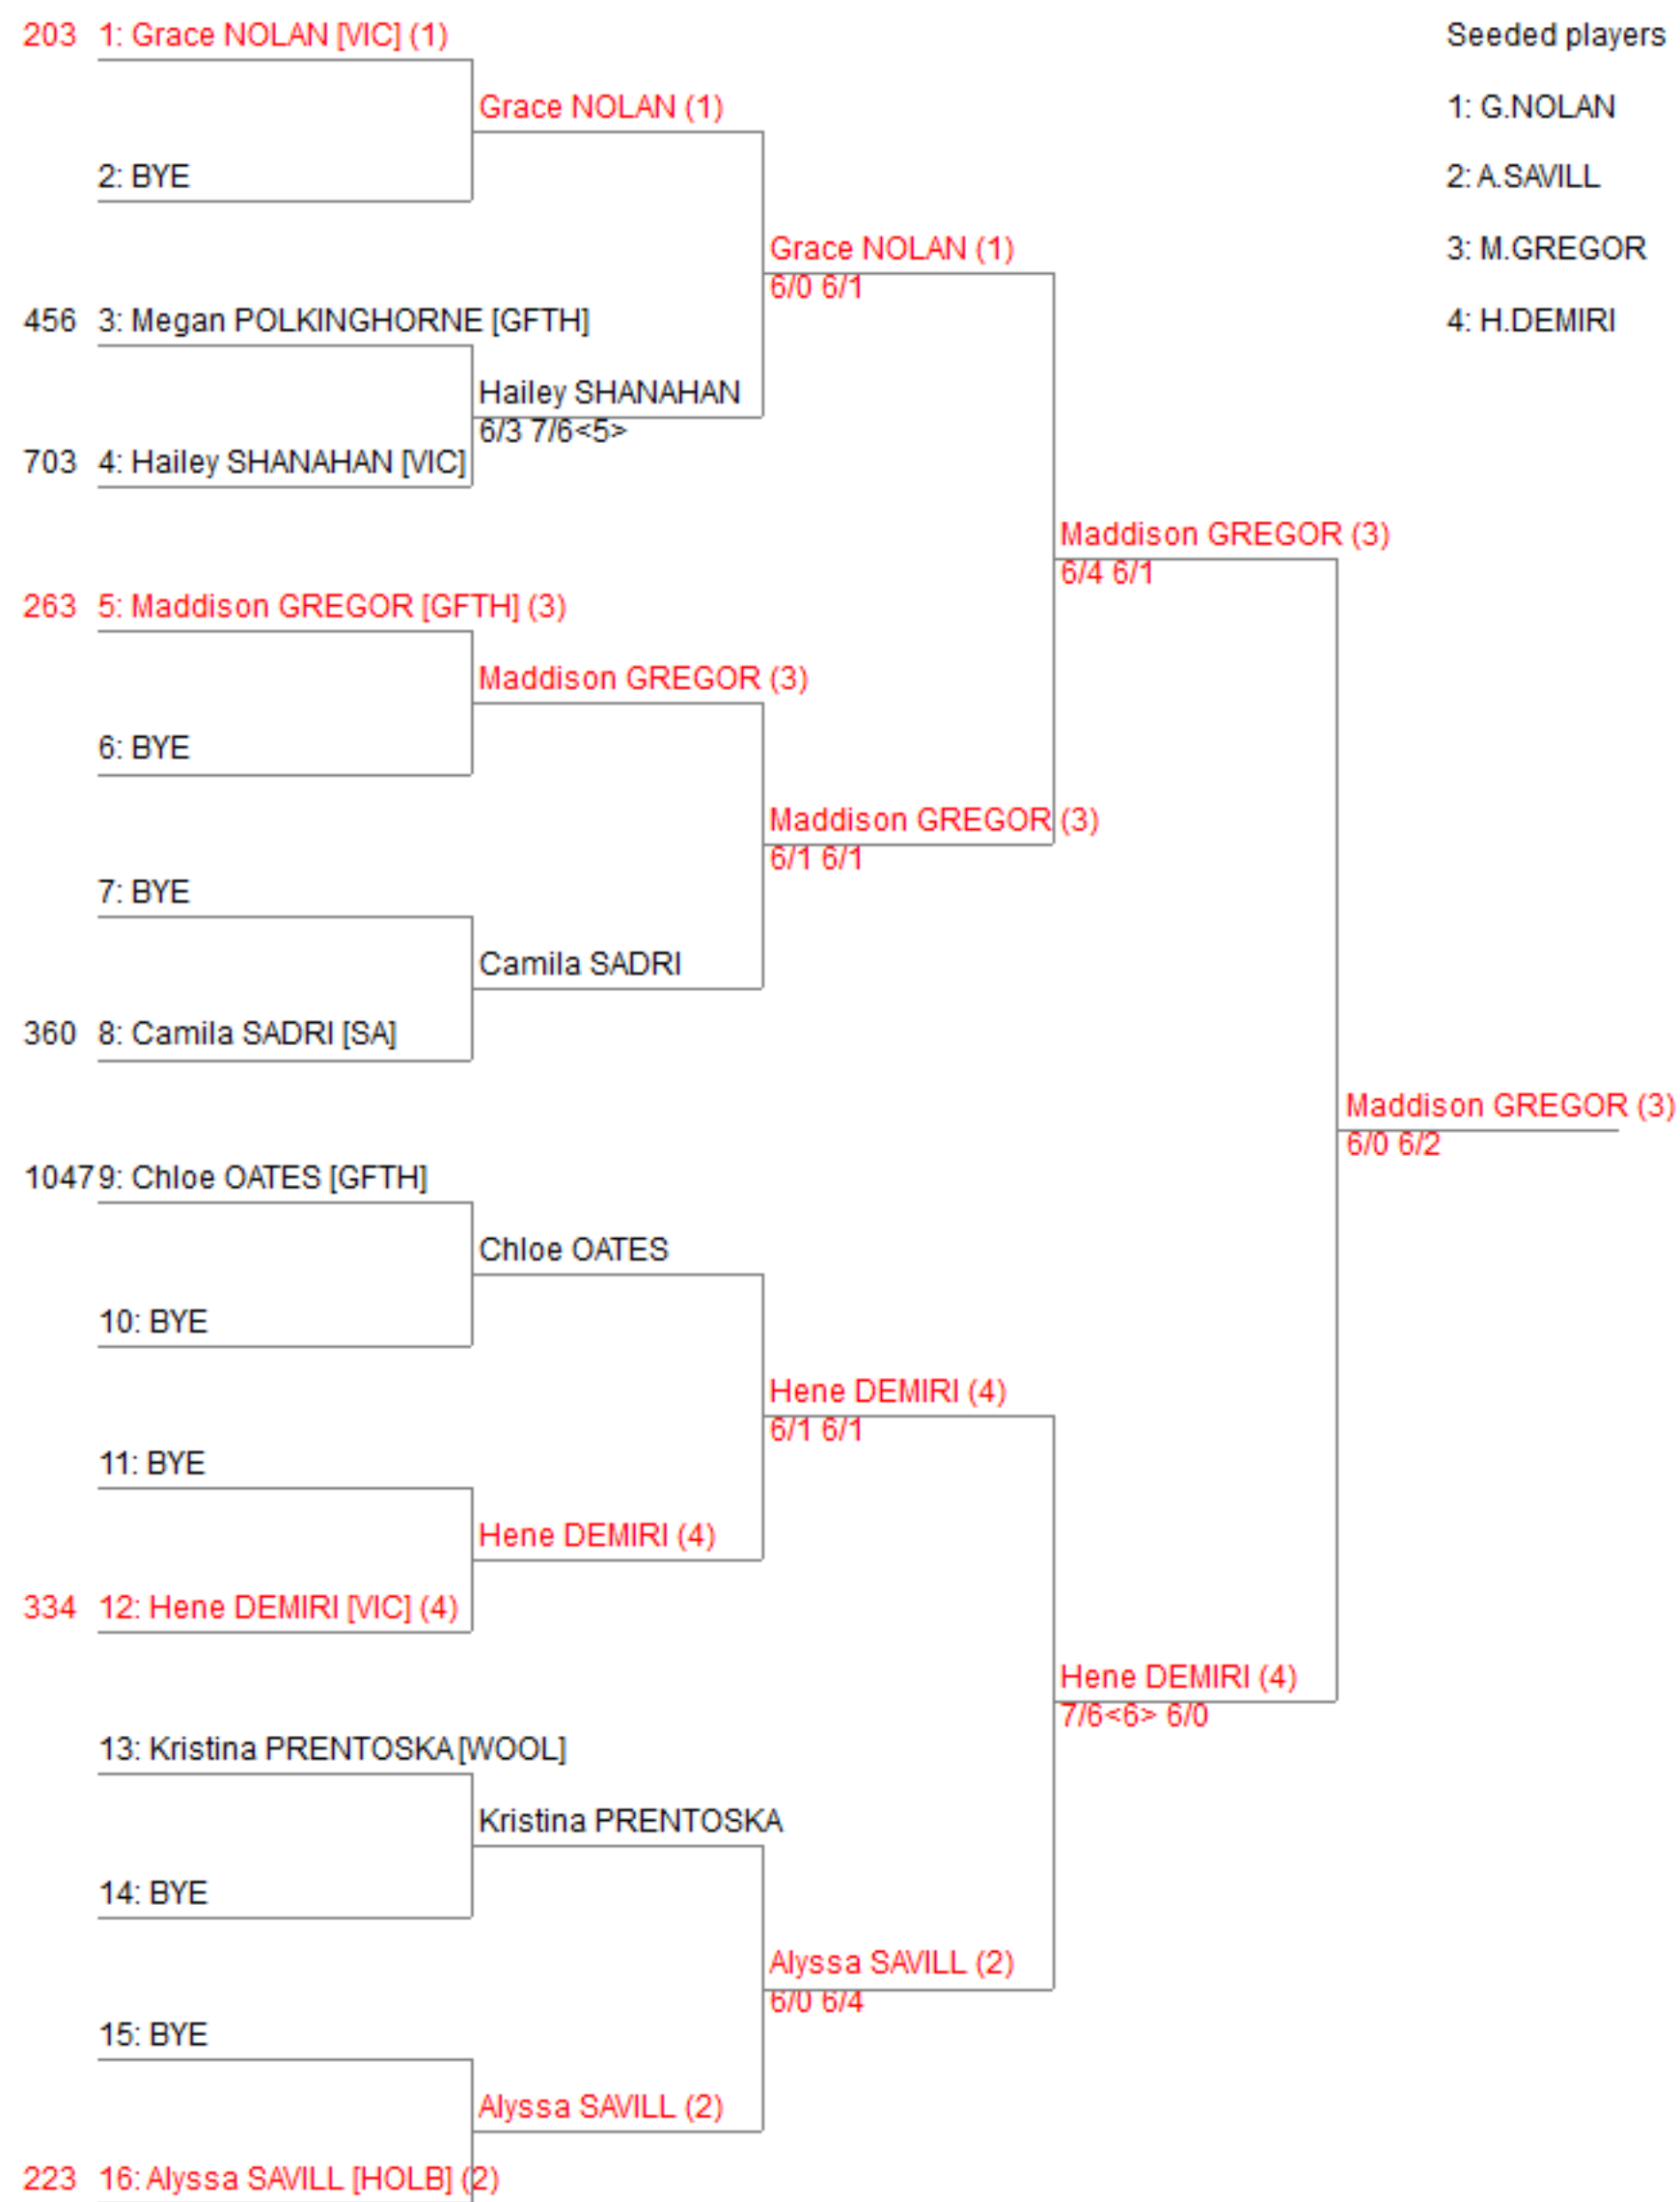 203 1: Grace NOLAN [VIC] (1)
Seeded players
Grace NOLAN (1)
1: G.NOLAN
2: BYE
2: A.SAVILL
Grace NOLAN (1)
3: M.GREGOR
6/0 6/1
456 3: Megan POLKINGHORNE [GFTH]
4: H.DEMIRI
Hailey SHANAHAN
6/3 7/6<5>
703 4: Hailey SHANAHAN [VIC]
Maddison GREGOR (3)
6/4 6/1
263 5: Maddison GREGOR [GFTH] (3)
Maddison GREGOR (3)
6: BYE
Maddison GREGOR (3)
6/1 6/1
7: BYE
Camila SADRI
360 8: Camila SADRI [SA]
Maddison GREGOR (3)
6/0 6/2
1047 9: Chloe OATES [GFTH]
Chloe OATES
10: BYE
Hene DEMIRI (4)
6/1 6/1
11: BYE
Hene DEMIRI (4)
334 12: Hene DEMIRI [VIC] (4)
Hene DEMIRI (4)
7/6<6> 6/0
13: Kristina PRENTOSKA [WOOL]
Kristina PRENTOSKA
14: BYE
Alyssa SAVILL (2)
6/0 6/4
15: BYE
Alyssa SAVILL (2)
223 16: Alyssa SAVILL [HOLB] (2)